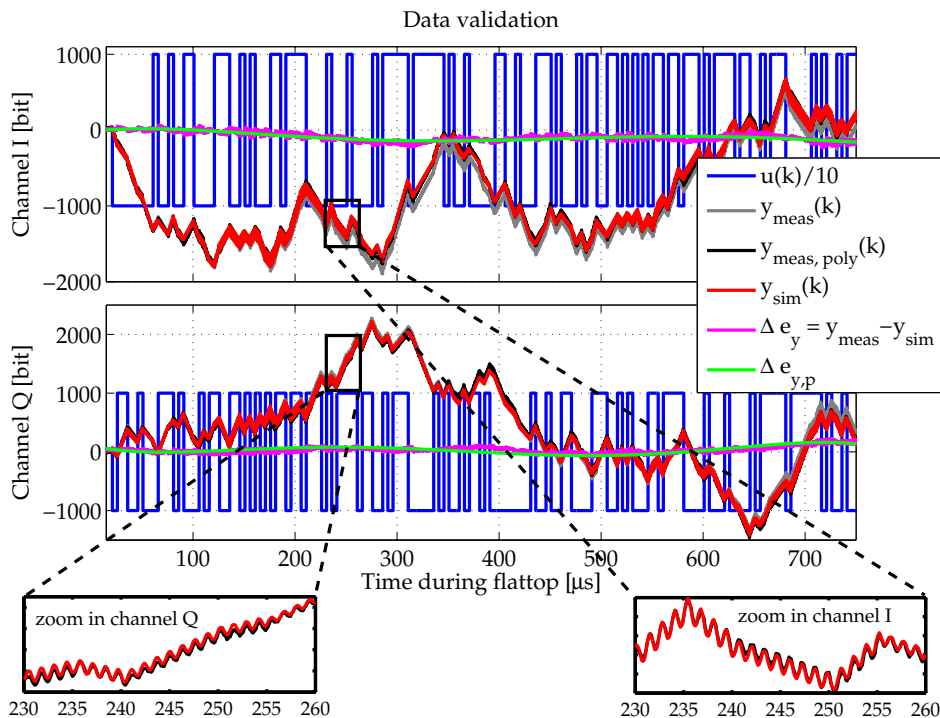 Data validation
Channel I [bit]
1000
0
−1000
−2000
u(k)/10
y_meas(k)
y_meas, poly(k)
y_sim(k)
Δ e_y = y_meas−y_sim
Δ e_y,p
Channel Q [bit]
2000
1000
0
−1000
100 200 300 400 500 600 700
Time during flattop [µs]
zoom in channel Q
230 235 240 245 250 255 260
zoom in channel I
230 235 240 245 250 255 260